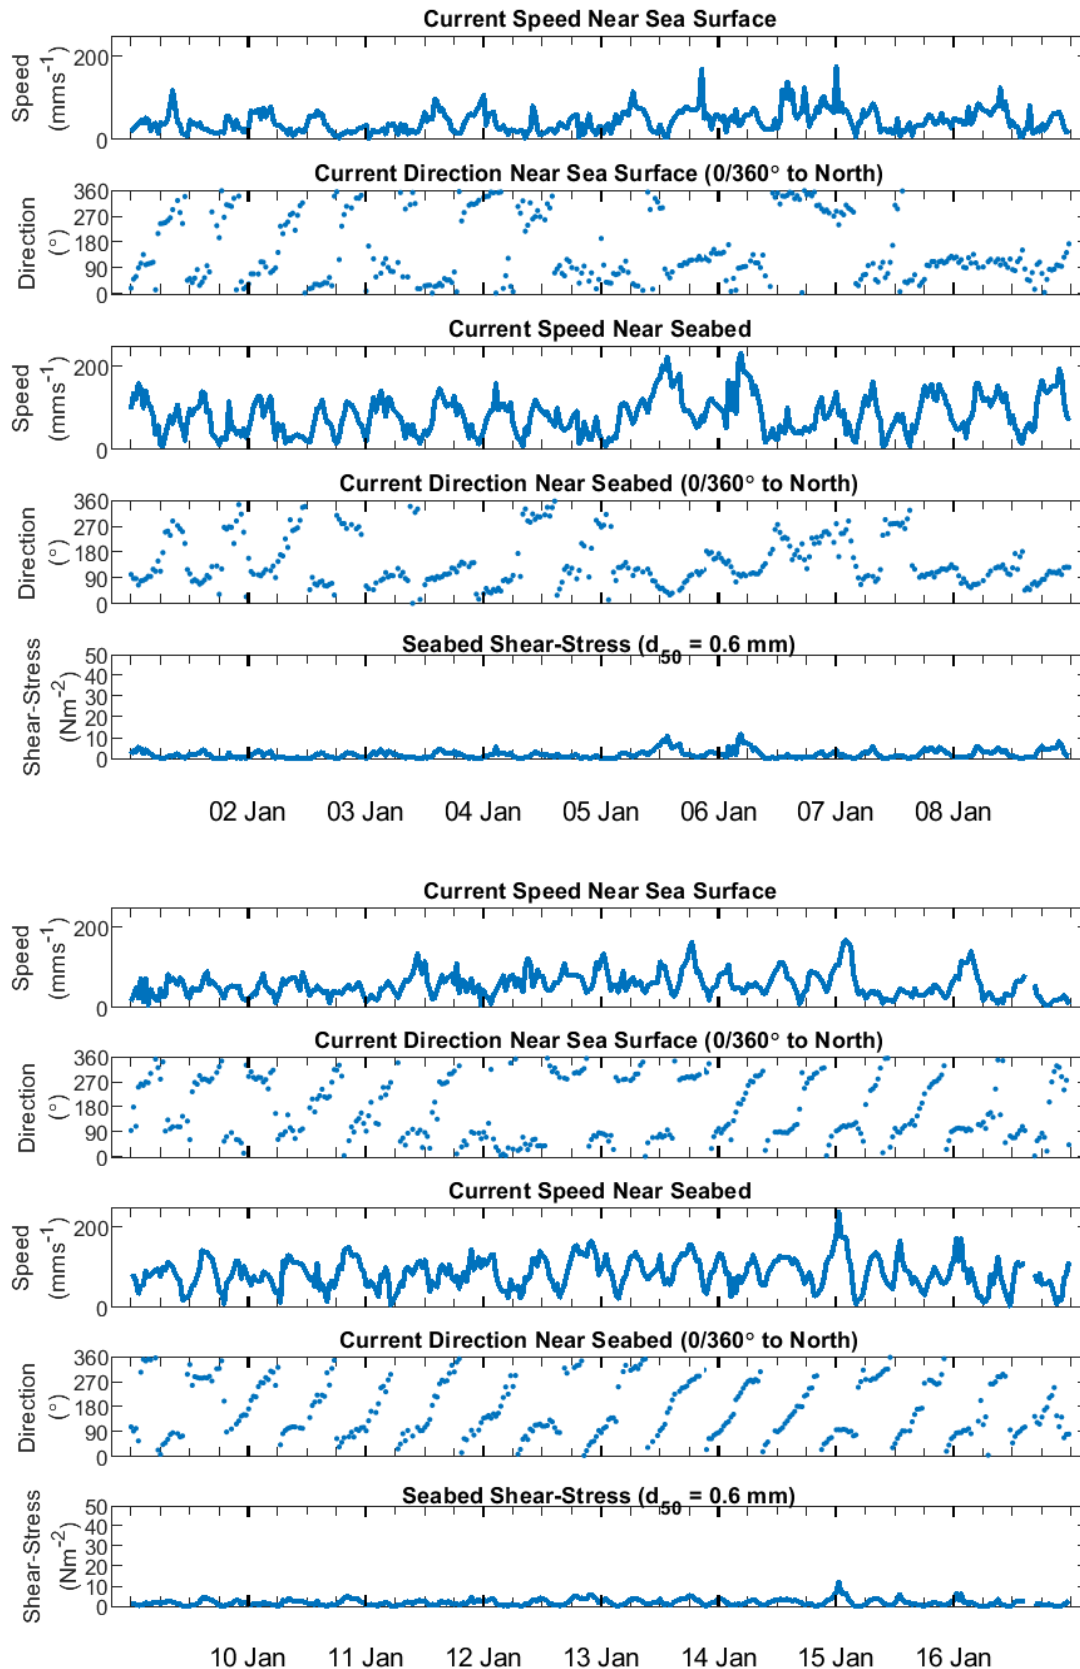 Current Speed Near Sea Surface
Speed
(mms-1)
200
0
Current Direction Near Sea Surface (0/360° to North)
Direction
(°)
360
270
180
90
0
Current Speed Near Seabed
Speed
(mms-1)
200
0
Current Direction Near Seabed (0/360° to North)
Direction
(°)
360
270
180
90
0
Seabed Shear-Stress (d50 = 0.6 mm)
Shear-Stress
(Nm-2)
50
40
30
20
10
0
02 Jan 03 Jan 04 Jan 05 Jan 06 Jan 07 Jan 08 Jan
Current Speed Near Sea Surface
Speed
(mms-1)
200
0
Current Direction Near Sea Surface (0/360° to North)
Direction
(°)
360
270
180
90
0
Current Speed Near Seabed
Speed
(mms-1)
200
0
Current Direction Near Seabed (0/360° to North)
Direction
(°)
360
270
180
90
0
Seabed Shear-Stress (d50 = 0.6 mm)
Shear-Stress
(Nm-2)
50
40
30
20
10
0
10 Jan 11 Jan 12 Jan 13 Jan 14 Jan 15 Jan 16 Jan